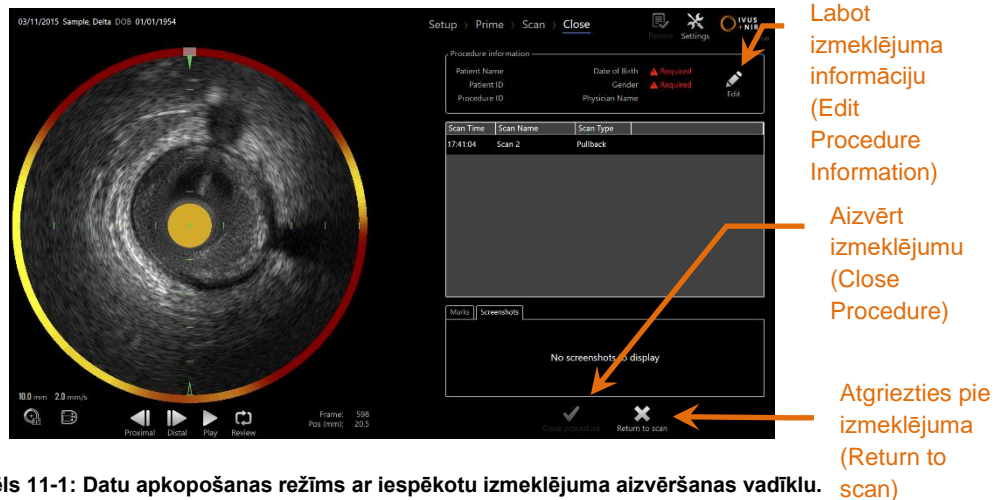 03/11/2015 Sample, Delta DOB 01/01/1954
Setup > Prime > Scan > Close
Review
Settings
IVUS
+NIR
Procedure information
Patient Name
Date of Birth
Required
Patient ID
Gender
Required
Procedure ID
Physician Name
Edit
Scan Time Scan Name Scan Type
17:41:04 Scan 2 Pullback
Marks Screenshots
No screenshots to display
10.0 mm 2.0 mm/s
Proximal Distal Play Review
Frame: 598
Pos (mm): 20.5
Close procedure
Return to scan
Labot
izmeklējuma
informāciju
(Edit
Procedure
Information)
Aizvērt
izmeklējumu
(Close
Procedure)
Atgriezties pie
izmeklējuma
(Return to
scan)
ēls 11-1: Datu apkopošanas režīms ar iespēkotu izmeklējuma aizvēršanas vadīklu.